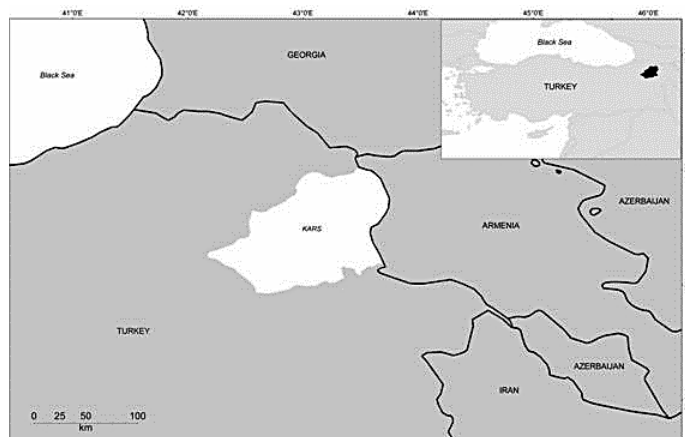 41°0'E 42°0'E 43°0'E 44°0'E 45°0'E 46°0'E
Black Sea
GEORGIA
Black Sea
TURKEY
KARS
ARMENIA
AZERBAIJAN
TURKEY
AZERBAIJAN
IRAN
0 25 50 100
km